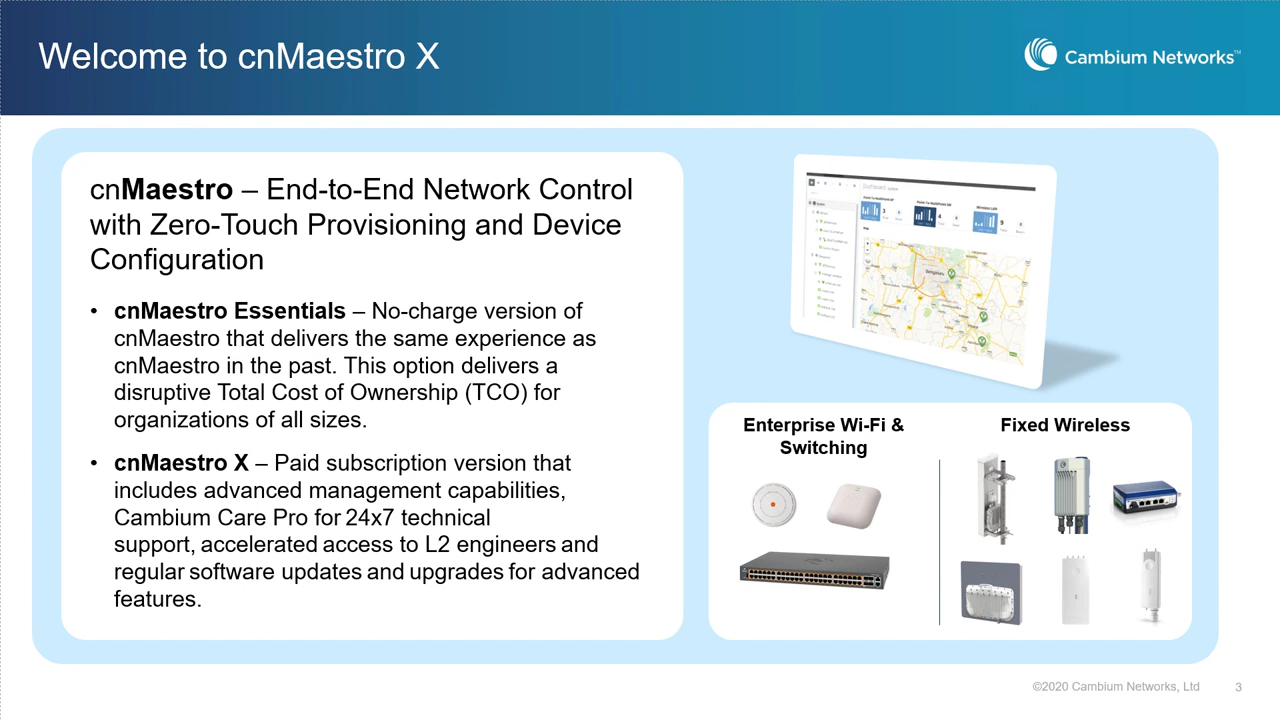 Welcome to cnMaestro X
Cambium Networks™
cnMaestro – End-to-End Network Control
with Zero-Touch Provisioning and Device
Configuration
• cnMaestro Essentials – No-charge version of
cnMaestro that delivers the same experience as
cnMaestro in the past. This option delivers a
disruptive Total Cost of Ownership (TCO) for
organizations of all sizes.
• cnMaestro X – Paid subscription version that
includes advanced management capabilities,
Cambium Care Pro for 24x7 technical
support, accelerated access to L2 engineers and
regular software updates and upgrades for advanced
features.
Dashboard
Bengaluru
Enterprise Wi-Fi &
Switching
Fixed Wireless
©2020 Cambium Networks, Ltd
3